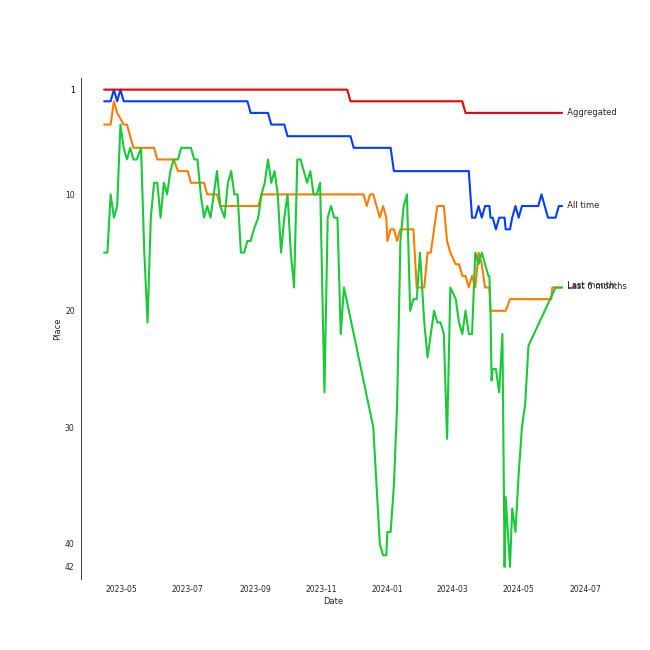 1
Aggregated
10
All time
Last month
Last 6 months
20
Place
30
40
42
2023-05 2023-07 2023-09 2023-11 2024-01 2024-03 2024-05 2024-07
Date